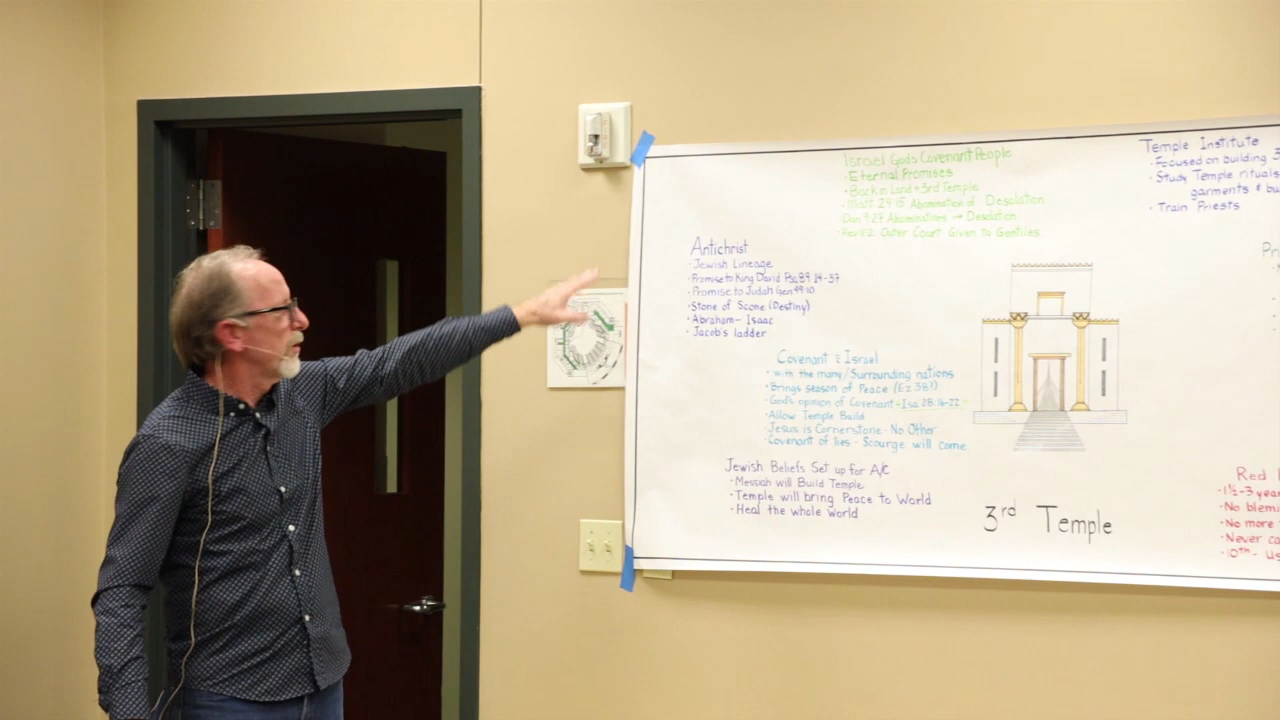 Israel Gods Covenant People
• Eternal Promises
• Back in Land + 3rd Temple
• Matt 24:15 Abomination of Desolation
• Dan 9:27 Abominations → Desolation
Outer Court Given to Gentiles
Temple Institute
• Focused on building 3
• Study Temple rituals
garments & bu
• Train Priests
Antichrist
• Jewish Lineage
• Promise to King David Psa 89
• Promise to Judah Gen 49:10
• Stone of Scone (Destiny)
• Abraham - Isaac
• Jacob's ladder
Covenant Israel
• with the many/Surrounding nations
• Brings season of Peace (Ez 38?)
• God's opinion of Covenant - Isa 28:16-22
• Allow Temple Build
• Jesus is Cornerstone - No Other
• Covenant of lies - Scourge will come
Jewish Beliefs Set up for A/C
• Messiah will Build Temple
• Temple will bring Peace to World
• Heal the whole world
3rd Temple
Pr
Red
• 1½-3 year
• No blemi
• No more
• Never ca
• 10th - Us